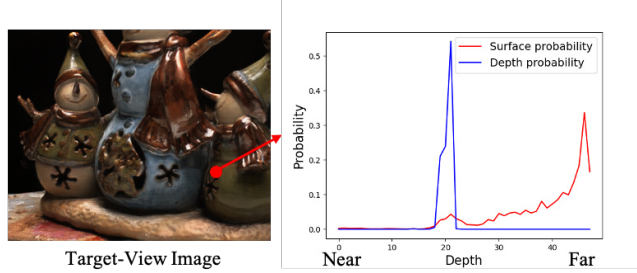 Surface probability
Depth probability
Probability
0.5
0.4
0.3
0.2
0.1
0.0
0 10 20 30 40
Near Depth Far
Target-View Image